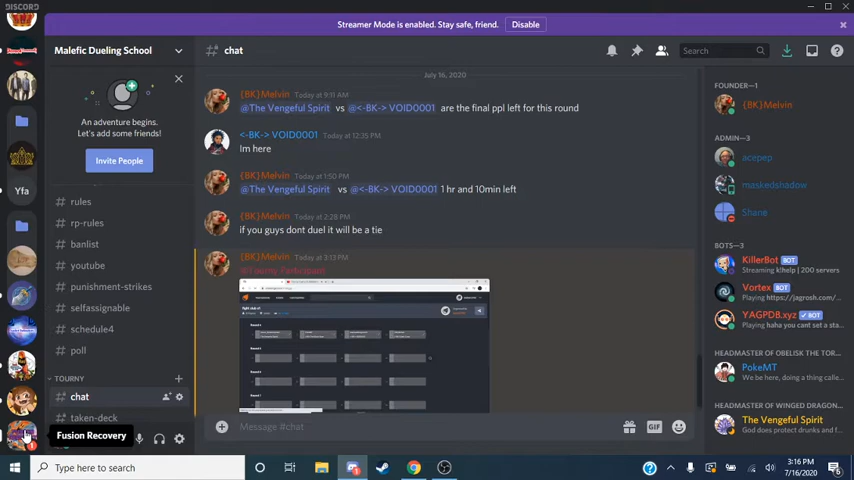 DISCORD
Streamer Mode is enabled. Stay safe, friend.
Disable
Malefic Dueling School
# chat
Search
An adventure begins.
Let's add some friends!
Invite People
# rules
# rp-rules
# banlist
# youtube
# punishment-strikes
# selfassignable
# schedule4
# poll
TOURNY
# chat
# taken-deck
Yfa
Fusion Recovery
July 16, 2020
{BK}Melvin Today at 9:11 AM
@The Vengeful Spirit vs @<-BK-> VOID0001 are the final ppl left for this round
<-BK-> VOID0001 Today at 12:35 PM
Im here
{BK}Melvin Today at 1:50 PM
@The Vengeful Spirit vs @<-BK-> VOID0001 1 hr and 10min left
{BK}Melvin Today at 2:28 PM
if you guys dont duel it will be a tie
{BK}Melvin Today at 3:13 PM
Message #chat
GIF
FOUNDER—1
{BK}Melvin
ADMIN—3
acepep
maskedshadow
Shane
BOTS—3
KillerBot BOT
Streaming k!help | 200 servers
Vortex BOT
Playing https://jagrosh.com/...
YAGPDB.xyz BOT
Playing haha you cant set a sta...
HEADMASTER OF OBELISK THE TOR...
PokeMT
We be here, doing a thing calle...
HEADMASTER OF WINGED DRAGON...
The Vengeful Spirit
God does protect drunks and f...
Type here to search
3:16 PM
7/16/2020